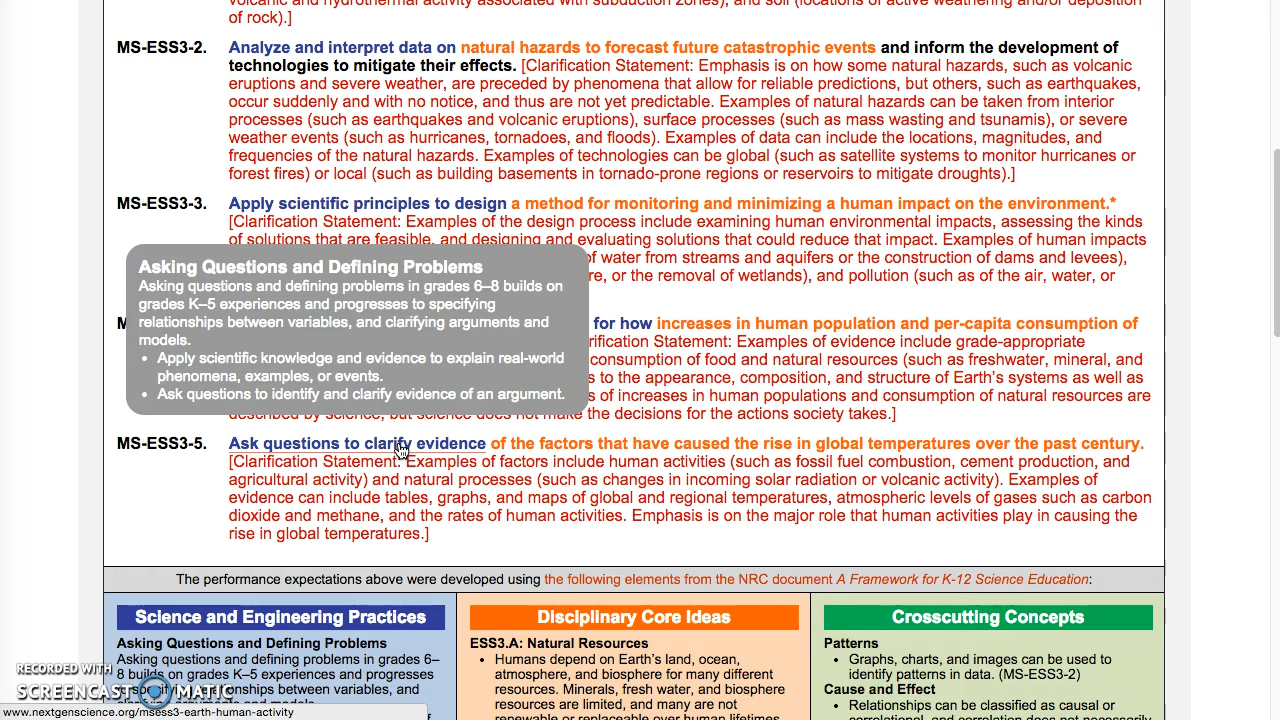 volcanic and hydrothermal activity associated with subduction zones), and soil (locations of active weathering and/or deposition
of rock).]
MS-ESS3-2. Analyze and interpret data on natural hazards to forecast future catastrophic events and inform the development of
technologies to mitigate their effects. [Clarification Statement: Emphasis is on how some natural hazards, such as volcanic
eruptions and severe weather, are preceded by phenomena that allow for reliable predictions, but others, such as earthquakes,
occur suddenly and with no notice, and thus are not yet predictable. Examples of natural hazards can be taken from interior
processes (such as earthquakes and volcanic eruptions), surface processes (such as mass wasting and tsunamis), or severe
weather events (such as hurricanes, tornadoes, and floods). Examples of data can include the locations, magnitudes, and
frequencies of the natural hazards. Examples of technologies can be global (such as satellite systems to monitor hurricanes or
forest fires) or local (such as building basements in tornado-prone regions or reservoirs to mitigate droughts).]
MS-ESS3-3. Apply scientific principles to design a method for monitoring and minimizing a human impact on the environment.*
[Clarification Statement: Examples of the design process include examining human environmental impacts, assessing the kinds
of solutions that are feasible, and designing and evaluating solutions that could reduce that impact. Examples of human impacts
of water from streams and aquifers or the construction of dams and levees),
re, or the removal of wetlands), and pollution (such as of the air, water, or
Asking Questions and Defining Problems
Asking questions and defining problems in grades 6–8 builds on
grades K–5 experiences and progresses to specifying
relationships between variables, and clarifying arguments and
models.
• Apply scientific knowledge and evidence to explain real-world
phenomena, examples, or events.
• Ask questions to identify and clarify evidence of an argument.
for how increases in human population and per-capita consumption of
rification Statement: Examples of evidence include grade-appropriate
consumption of food and natural resources (such as freshwater, mineral, and
s to the appearance, composition, and structure of Earth's systems as well as
s of increases in human populations and consumption of natural resources are
described by science, but science does not make the decisions for the actions society takes.]
MS-ESS3-5. Ask questions to clarify evidence of the factors that have caused the rise in global temperatures over the past century.
[Clarification Statement: Examples of factors include human activities (such as fossil fuel combustion, cement production, and
agricultural activity) and natural processes (such as changes in incoming solar radiation or volcanic activity). Examples of
evidence can include tables, graphs, and maps of global and regional temperatures, atmospheric levels of gases such as carbon
dioxide and methane, and the rates of human activities. Emphasis is on the major role that human activities play in causing the
rise in global temperatures.]
The performance expectations above were developed using the following elements from the NRC document A Framework for K-12 Science Education:
Science and Engineering Practices
Asking Questions and Defining Problems
Asking questions and defining problems in grades 6–
8 builds on grades K–5 experiences and progresses
relationships between variables, and
Disciplinary Core Ideas
ESS3.A: Natural Resources
• Humans depend on Earth's land, ocean,
atmosphere, and biosphere for many different
resources. Minerals, fresh water, and biosphere
resources are limited, and many are not
renewable or replaceable over human lifetimes.
Crosscutting Concepts
Patterns
• Graphs, charts, and images can be used to
identify patterns in data. (MS-ESS3-2)
Cause and Effect
• Relationships can be classified as causal or
correlational, and correlation does not necessarily
RECORDED WITH
SCREENCAST MATIC
www.nextgenscience.org/msess3-earth-human-activity